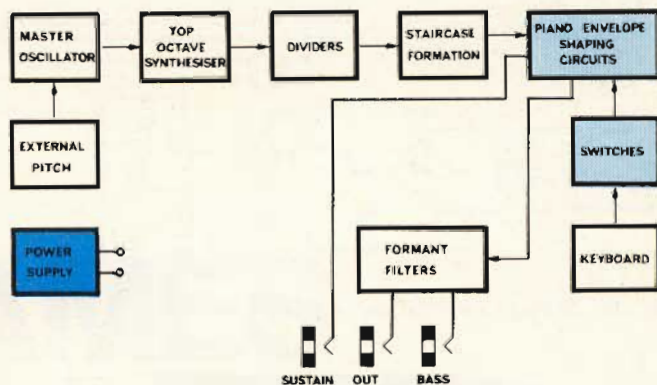 MASTER
OSCILLATOR
TOP
OCTAVE
SYNTHESISER
DIVIDERS
STAIRCASE
FORMATION
PIANO ENVELOPE
SHAPING
CIRCUITS
EXTERNAL
PITCH
SWITCHES
POWER
SUPPLY
FORMANT
FILTERS
KEYBOARD
SUSTAIN OUT BASS